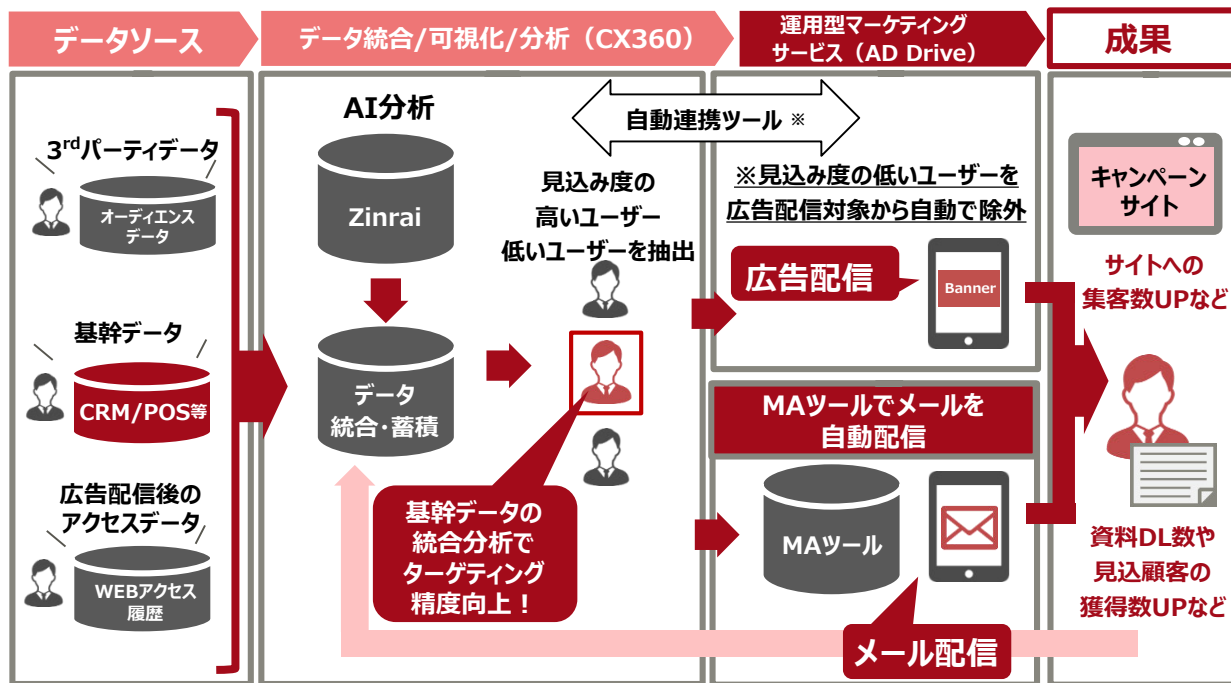 データソース
データ統合/可視化/分析（CX360）
運用型マーケティング
サービス（AD Drive）
成果
3rdパーティデータ
オーディエンス
データ
基幹データ
CRM/POS等
広告配信後の
アクセスデータ
WEBアクセス
履歴
AI分析
Zinrai
データ
統合・蓄積
自動連携ツール ※
見込み度の
高いユーザー
低いユーザーを抽出
基幹データの
統合分析で
ターゲティング
精度向上！
※見込み度の低いユーザーを
広告配信対象から自動で除外
広告配信
Banner
MAツールでメールを
自動配信
MAツール
メール配信
キャンペーン
サイト
サイトへの
集客数UPなど
資料DL数や
見込顧客の
獲得数UPなど